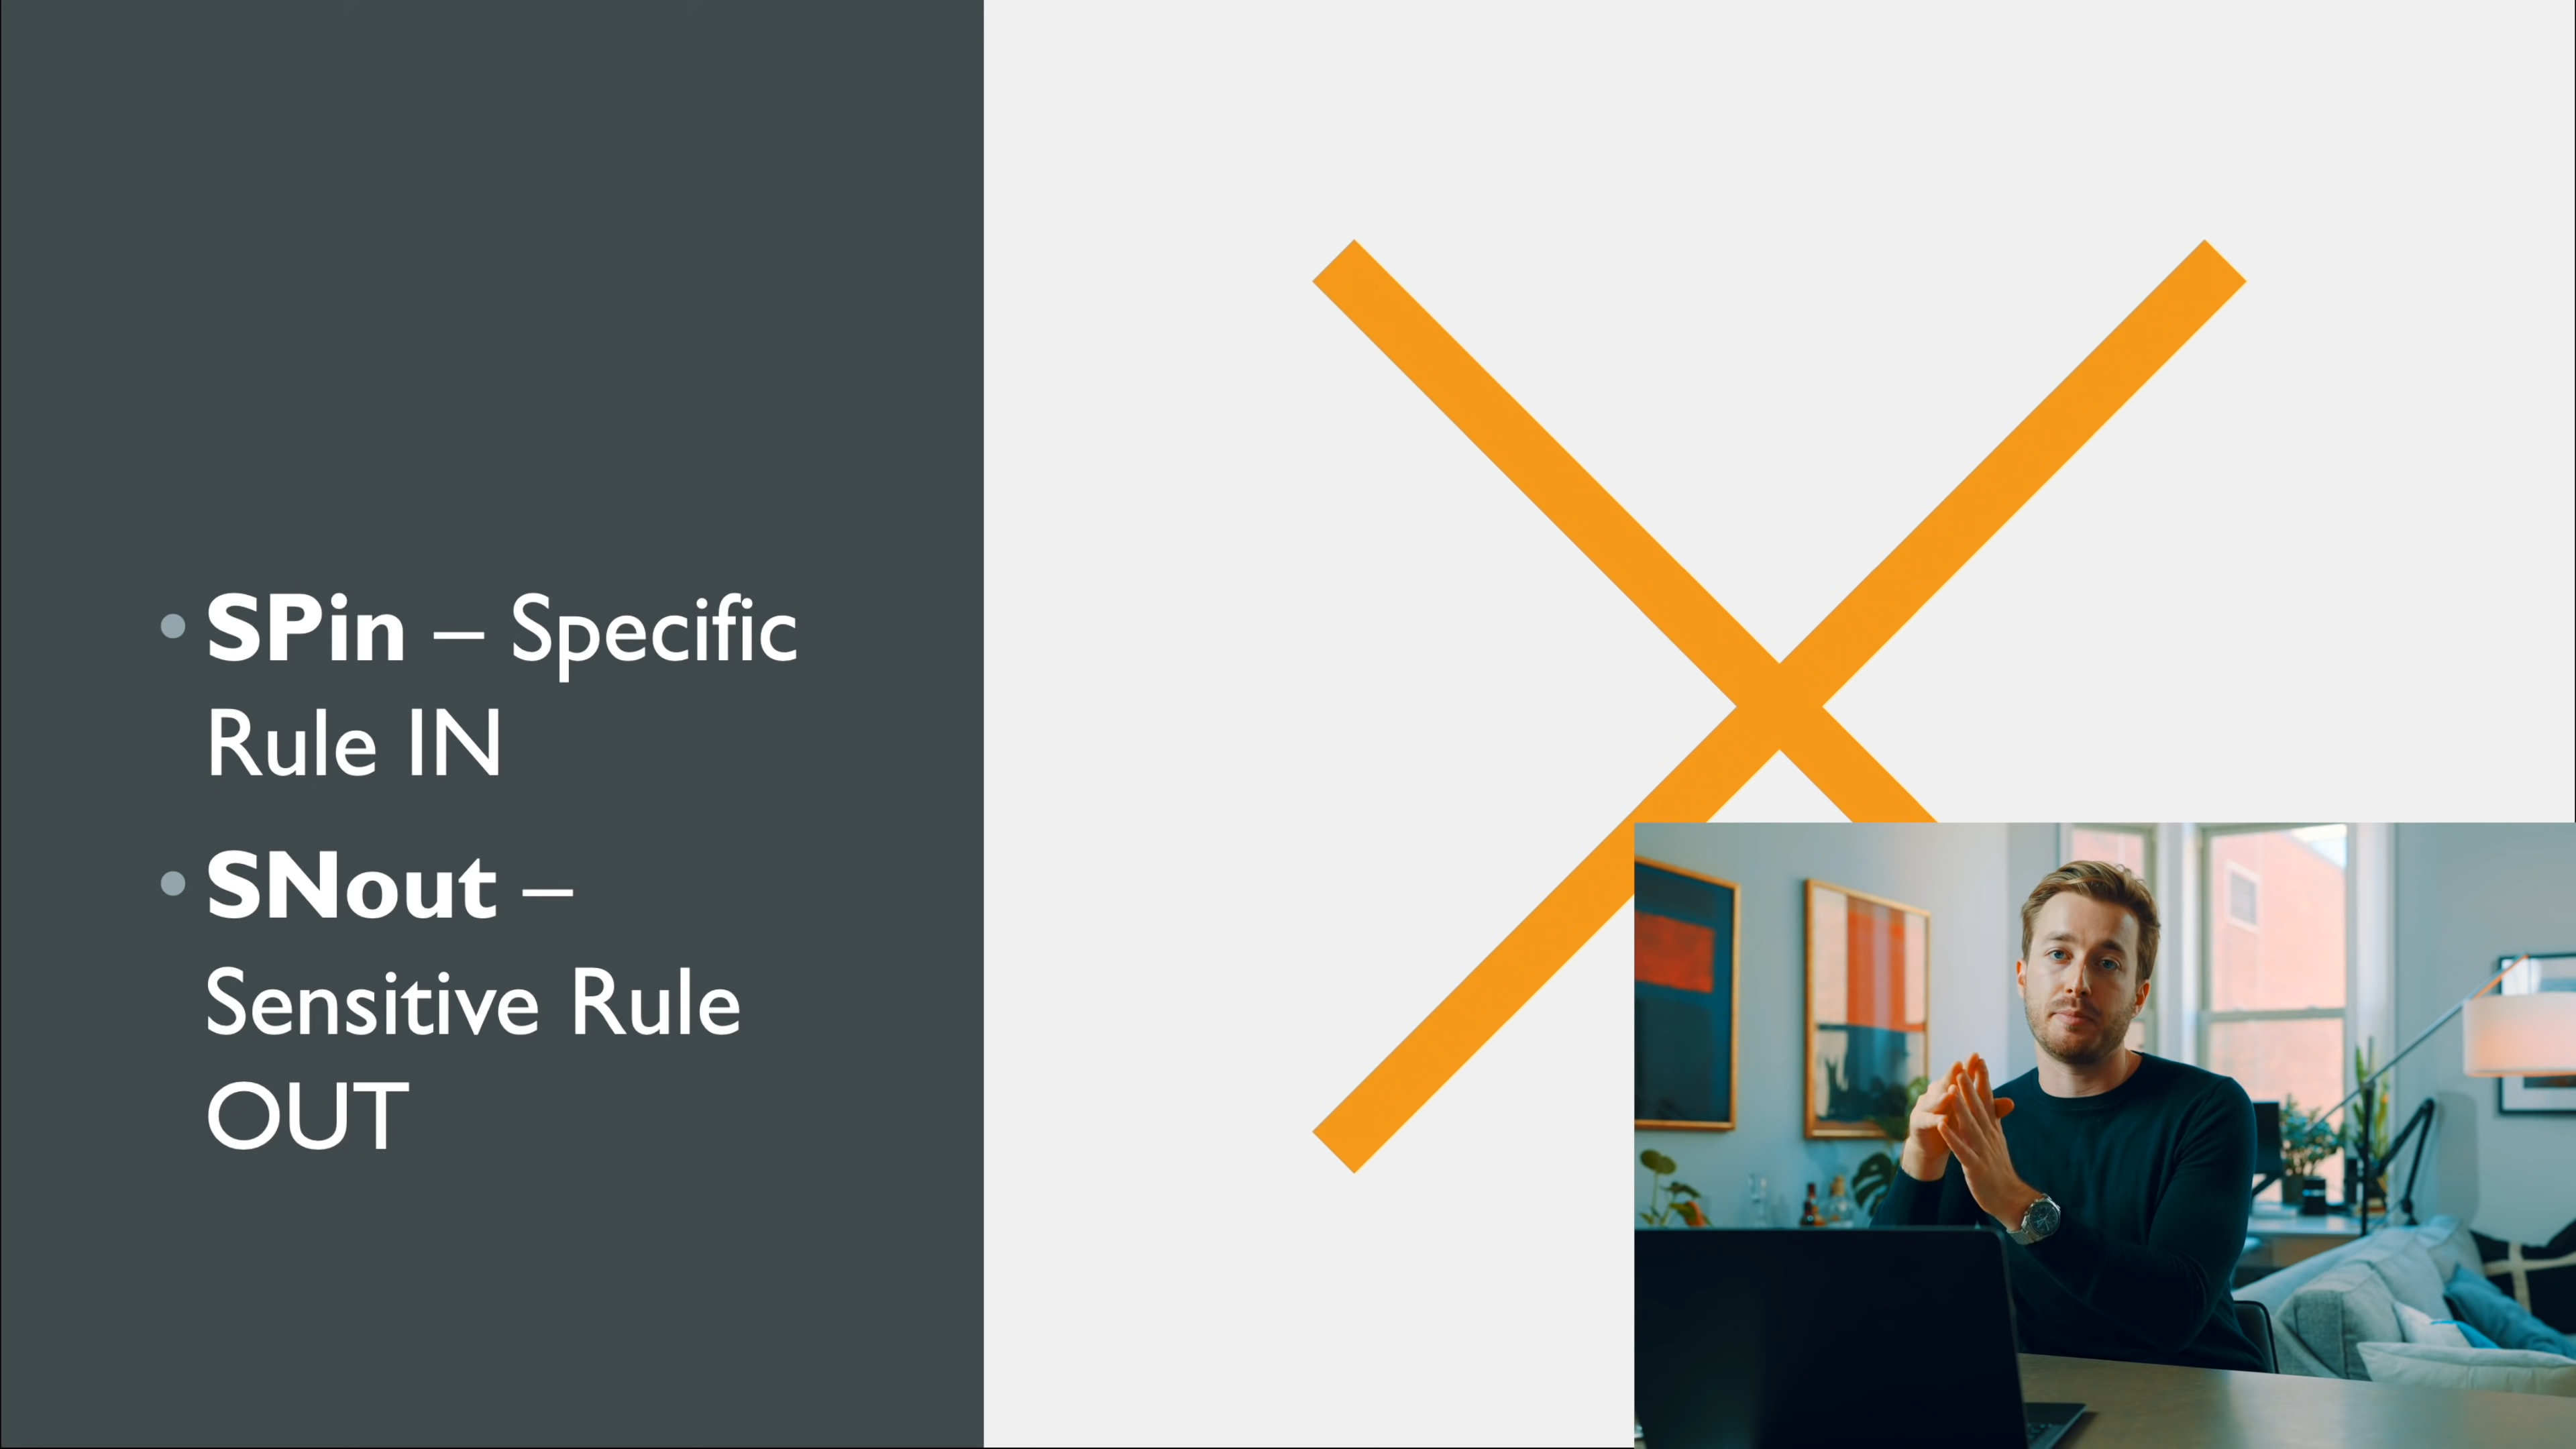 • SPin – Specific
Rule IN
• SNout –
Sensitive Rule
OUT